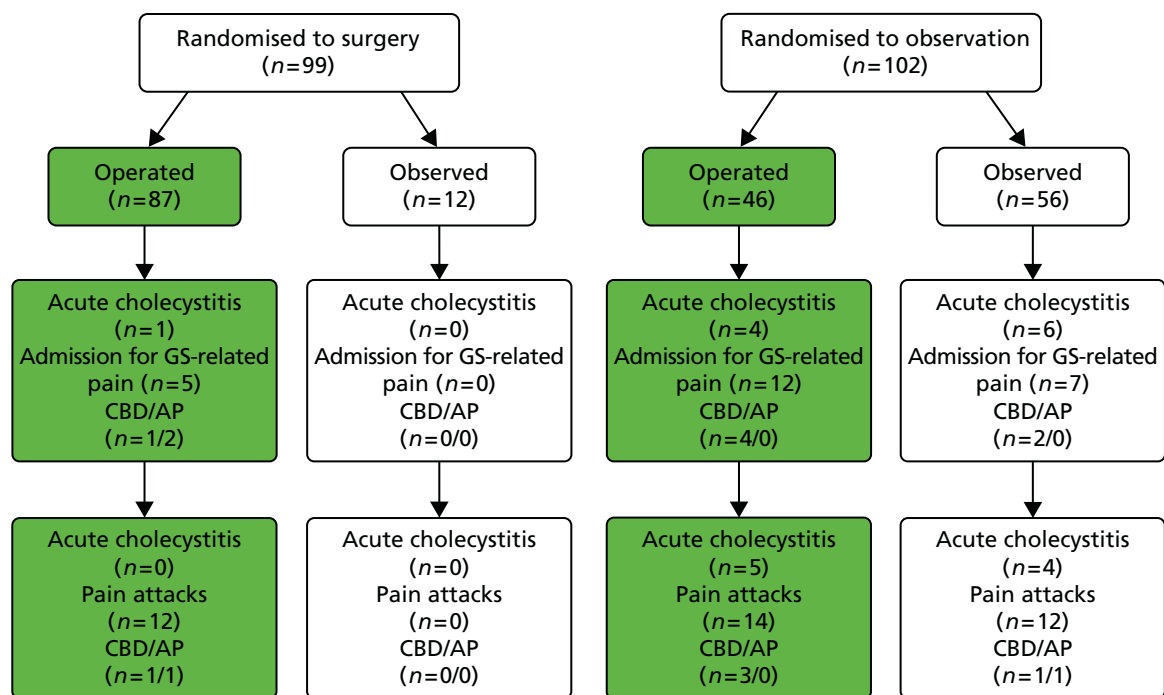 Randomised to surgery
(n=99)
Randomised to observation
(n=102)
Operated
(n=87)
Observed
(n=12)
Operated
(n=46)
Observed
(n=56)
Acute cholecystitis
(n=1)
Admission for GS-related
pain (n=5)
CBD/AP
(n=1/2)
Acute cholecystitis
(n=0)
Admission for GS-related
pain (n=0)
CBD/AP
(n=0/0)
Acute cholecystitis
(n=4)
Admission for GS-related
pain (n=12)
CBD/AP
(n=4/0)
Acute cholecystitis
(n=6)
Admission for GS-related
pain (n=7)
CBD/AP
(n=2/0)
Acute cholecystitis
(n=0)
Pain attacks
(n=12)
CBD/AP
(n=1/1)
Acute cholecystitis
(n=0)
Pain attacks
(n=0)
CBD/AP
(n=0/0)
Acute cholecystitis
(n=5)
Pain attacks
(n=14)
CBD/AP
(n=3/0)
Acute cholecystitis
(n=4)
Pain attacks
(n=12)
CBD/AP
(n=1/1)